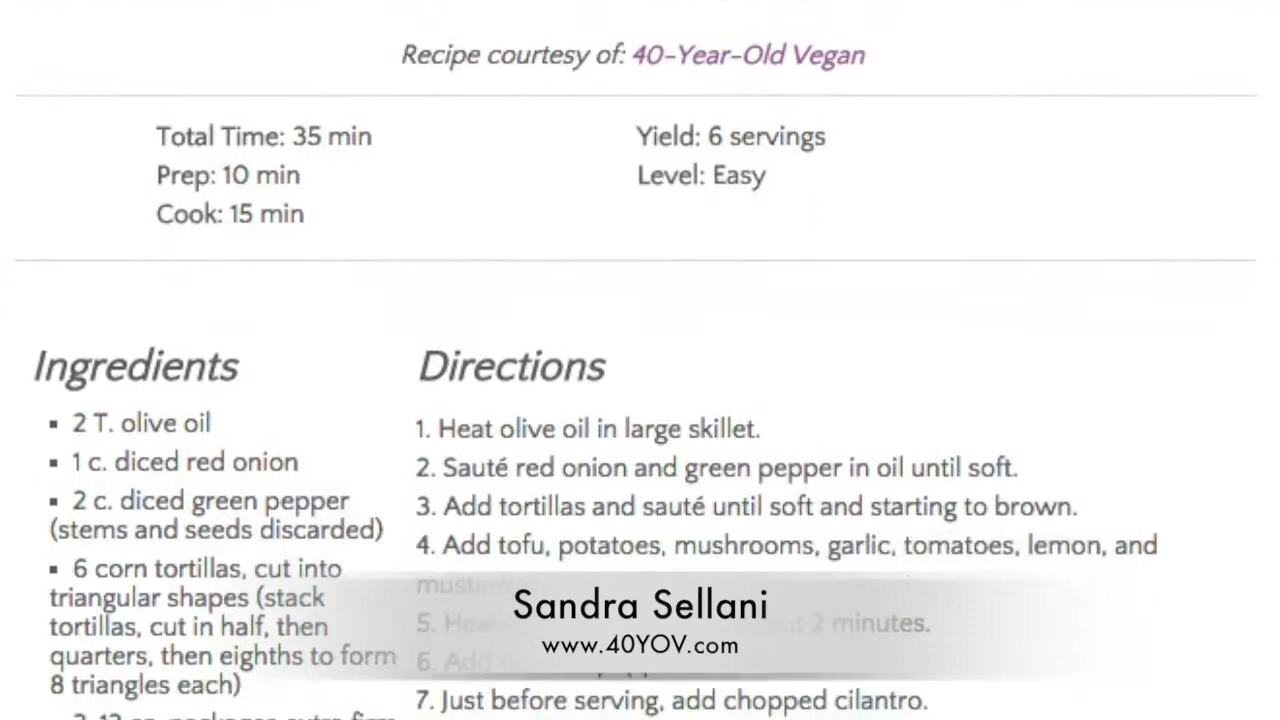 Recipe courtesy of: 40-Year-Old Vegan
Total Time: 35 min
Prep: 10 min
Cook: 15 min
Yield: 6 servings
Level: Easy
Ingredients
▪ 2 T. olive oil
▪ 1 c. diced red onion
▪ 2 c. diced green pepper
(stems and seeds discarded)
▪ 6 corn tortillas, cut into
triangular shapes (stack
tortillas, cut in half, then
quarters, then eighths to form
8 triangles each)
Directions
1. Heat olive oil in large skillet.
2. Sauté red onion and green pepper in oil until soft.
3. Add tortillas and sauté until soft and starting to brown.
4. Add tofu, potatoes, mushrooms, garlic, tomatoes, lemon, and
5. 2 minutes.
6. Add
7. Just before serving, add chopped cilantro.
Sandra Sellani
www.40YOV.com